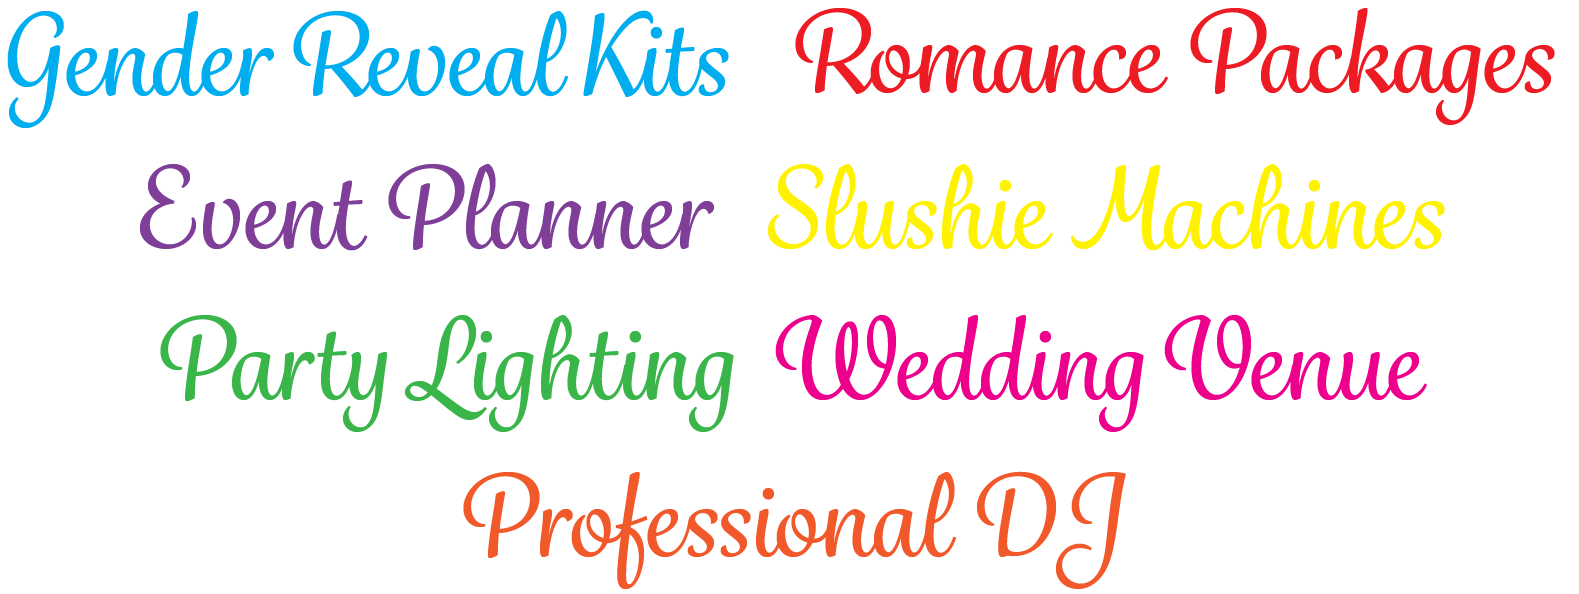 Gender Reveal Kits Romance Packages
Event Planner Slushie Machines
Party Lighting Wedding Venue
Professional DJ